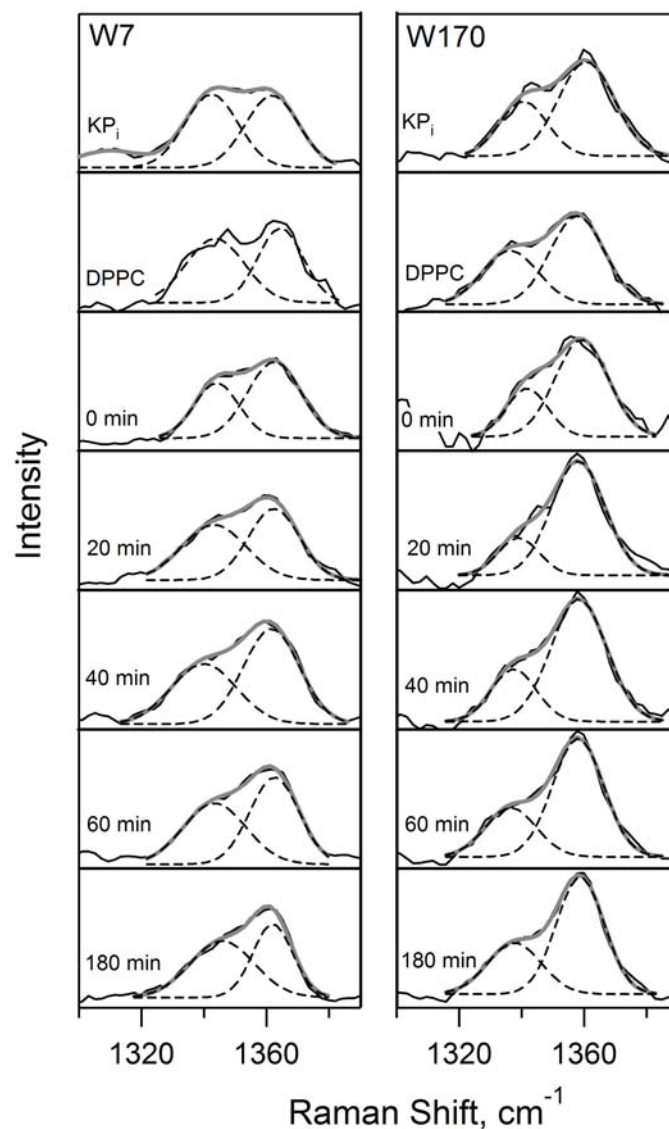 W7
W170
KPi
KPi
DPPC
DPPC
0 min
0 min
20 min
20 min
40 min
40 min
60 min
60 min
180 min
180 min
Intensity
1320 1360 1320 1360
Raman Shift, cm-1